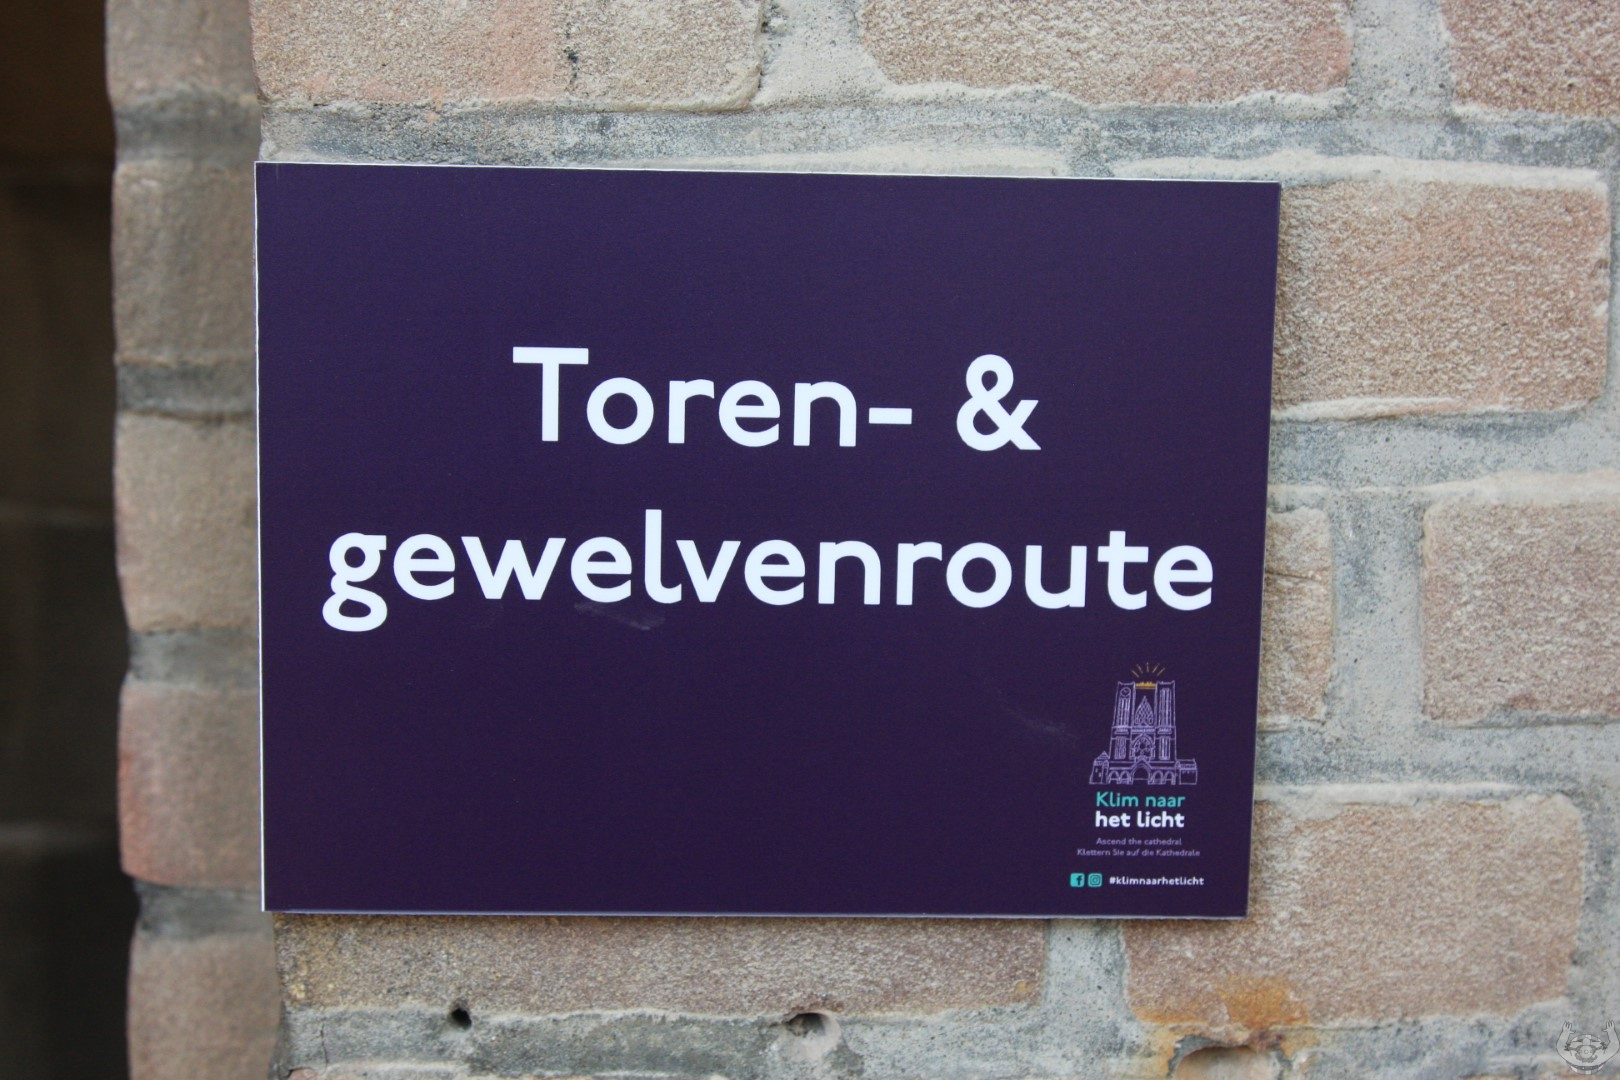 Toren- &
gewelvenroute
Klim naar
het licht
Ascend the cathedral
Klettern Sie auf die Kathedrale
#klimnaarhetlicht